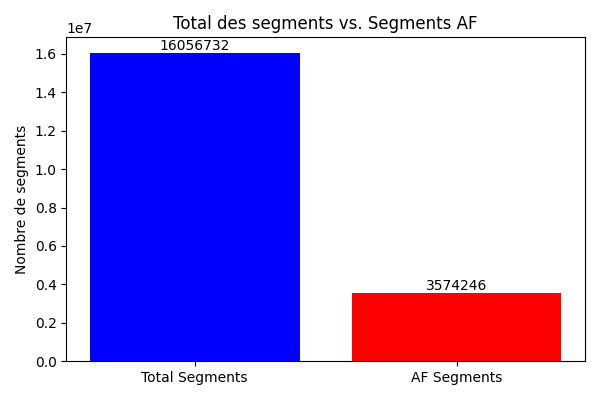 Total des segments vs. Segments AF
1e7
16056732
1.6
1.4
1.2
1.0
0.8
0.6
0.4
0.2
0.0
3574246
Nombre de segments
Total Segments
AF Segments